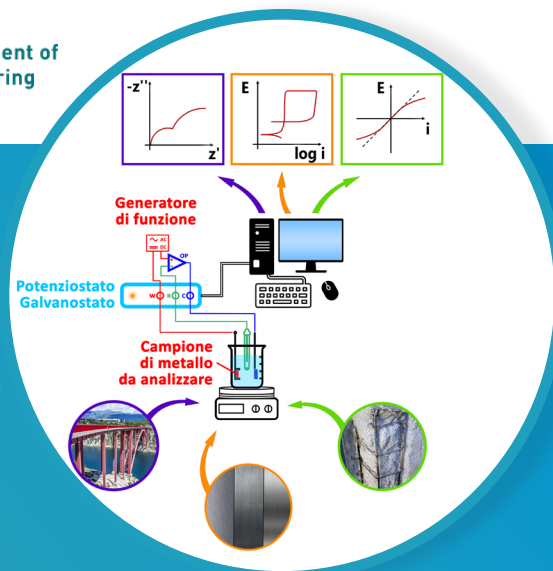 ent of
ring
-z''
z'
E
log i
E
i
Generatore
di funzione
AC
DC
OP
Potenziostato
Galvanostato
W
R
C
Campione
di metallo
da analizzare